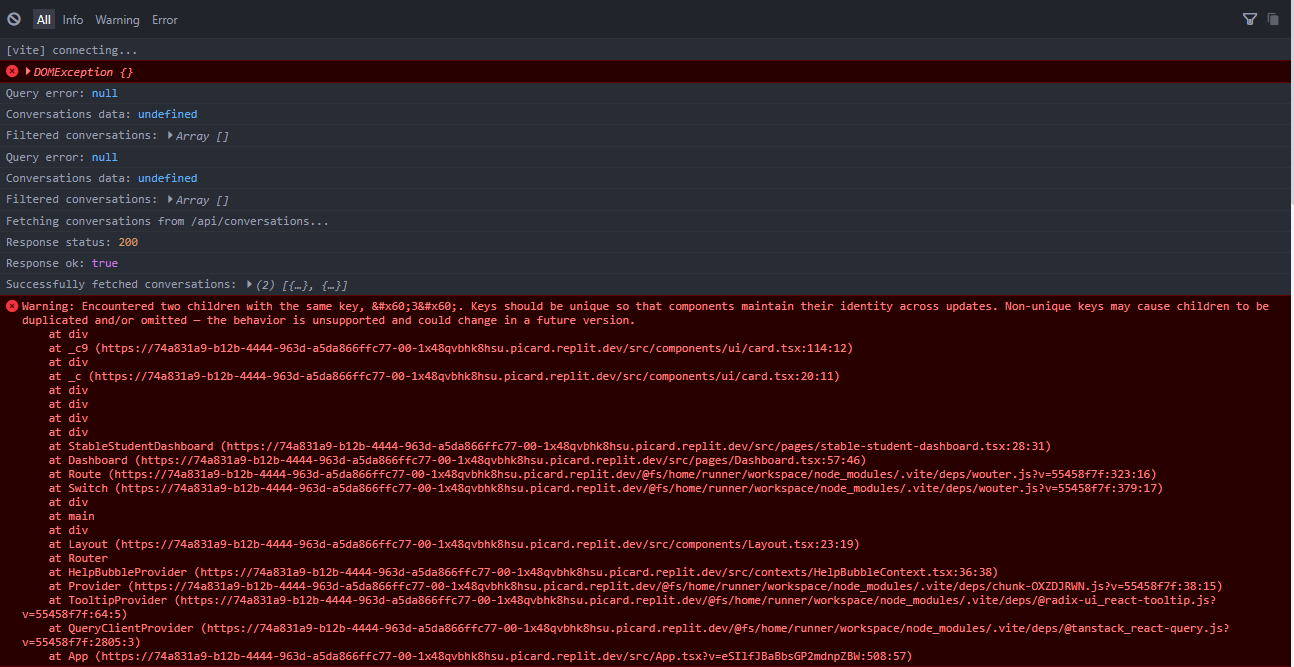 All Info Warning Error
[vite] connecting...
DOMException {}
Query error: null
Conversations data: undefined
Filtered conversations: Array []
Query error: null
Conversations data: undefined
Filtered conversations: Array []
Fetching conversations from /api/conversations...
Response status: 200
Response ok: true
Successfully fetched conversations: (2) [{…}, {…}]
Warning: Encountered two children with the same key, &#x60;3&#x60;. Keys should be unique so that components maintain their identity across updates. Non-unique keys may cause children to be
duplicated and/or omitted — the behavior is unsupported and could change in a future version.
at div
at _c9 (https://74a831a9-b12b-4444-963d-a5da866ffc77-00-1x48qvbhk8hsu.picard.replit.dev/src/components/ui/card.tsx:114:12)
at div
at _c (https://74a831a9-b12b-4444-963d-a5da866ffc77-00-1x48qvbhk8hsu.picard.replit.dev/src/components/ui/card.tsx:20:11)
at div
at div
at div
at div
at StableStudentDashboard (https://74a831a9-b12b-4444-963d-a5da866ffc77-00-1x48qvbhk8hsu.picard.replit.dev/src/pages/stable-student-dashboard.tsx:28:31)
at Dashboard (https://74a831a9-b12b-4444-963d-a5da866ffc77-00-1x48qvbhk8hsu.picard.replit.dev/src/pages/Dashboard.tsx:57:46)
at Route (https://74a831a9-b12b-4444-963d-a5da866ffc77-00-1x48qvbhk8hsu.picard.replit.dev/@fs/home/runner/workspace/node_modules/.vite/deps/wouter.js?v=55458f7f:323:16)
at Switch (https://74a831a9-b12b-4444-963d-a5da866ffc77-00-1x48qvbhk8hsu.picard.replit.dev/@fs/home/runner/workspace/node_modules/.vite/deps/wouter.js?v=55458f7f:379:17)
at div
at main
at div
at Layout (https://74a831a9-b12b-4444-963d-a5da866ffc77-00-1x48qvbhk8hsu.picard.replit.dev/src/components/Layout.tsx:23:19)
at Router
at HelpBubbleProvider (https://74a831a9-b12b-4444-963d-a5da866ffc77-00-1x48qvbhk8hsu.picard.replit.dev/src/contexts/HelpBubbleContext.tsx:36:38)
at Provider (https://74a831a9-b12b-4444-963d-a5da866ffc77-00-1x48qvbhk8hsu.picard.replit.dev/@fs/home/runner/workspace/node_modules/.vite/deps/chunk-OXZDJRWN.js?v=55458f7f:38:15)
at TooltipProvider (https://74a831a9-b12b-4444-963d-a5da866ffc77-00-1x48qvbhk8hsu.picard.replit.dev/@fs/home/runner/workspace/node_modules/.vite/deps/@radix-ui_react-tooltip.js?
v=55458f7f:64:5)
at QueryClientProvider (https://74a831a9-b12b-4444-963d-a5da866ffc77-00-1x48qvbhk8hsu.picard.replit.dev/@fs/home/runner/workspace/node_modules/.vite/deps/@tanstack_react-query.js?
v=55458f7f:2805:3)
at App (https://74a831a9-b12b-4444-963d-a5da866ffc77-00-1x48qvbhk8hsu.picard.replit.dev/src/App.tsx?v=eSIlfJBaBbsGP2mdnpZBW:508:57)